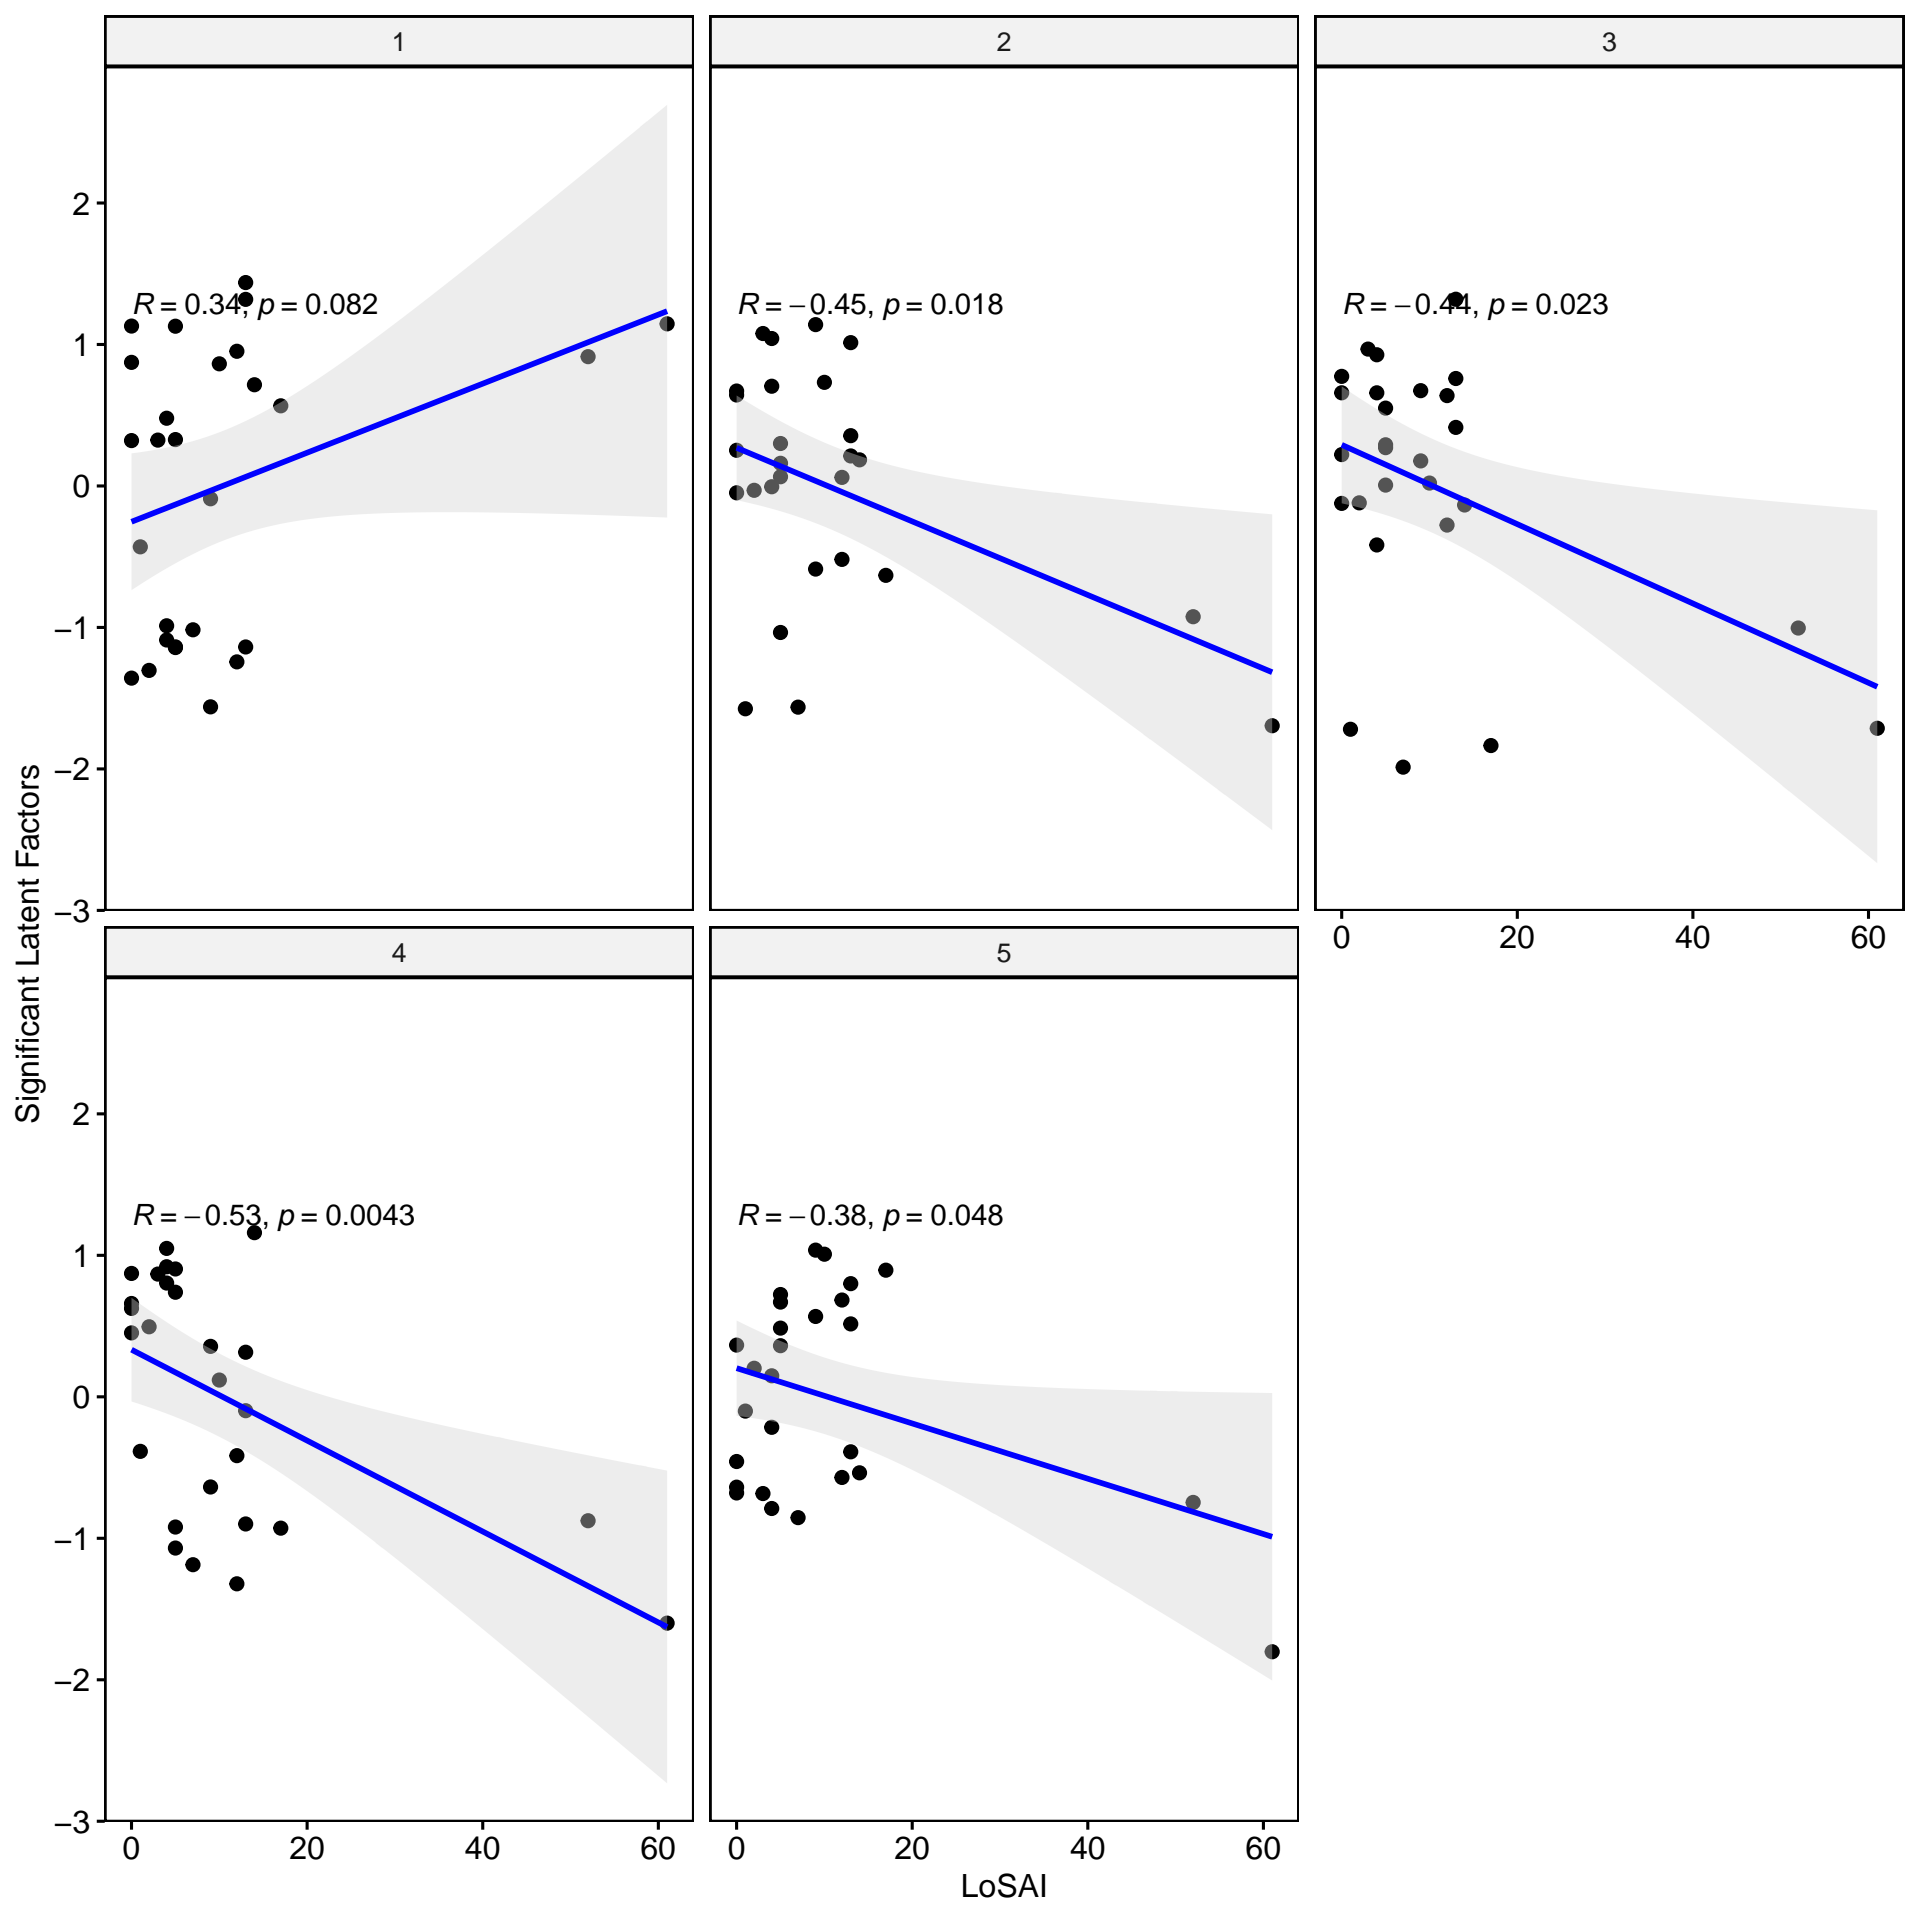 1
2
3
R = 0.34, p = 0.082
R = −0.45, p = 0.018
R = −0.44, p = 0.023
2
1
0
−1
−2
−3
0 20 40 60
Significant Latent Factors
4
5
R = −0.53, p = 0.0043
R = −0.38, p = 0.048
2
1
0
−1
−2
−3
0 20 40 60
0 20 40 60
LoSAI